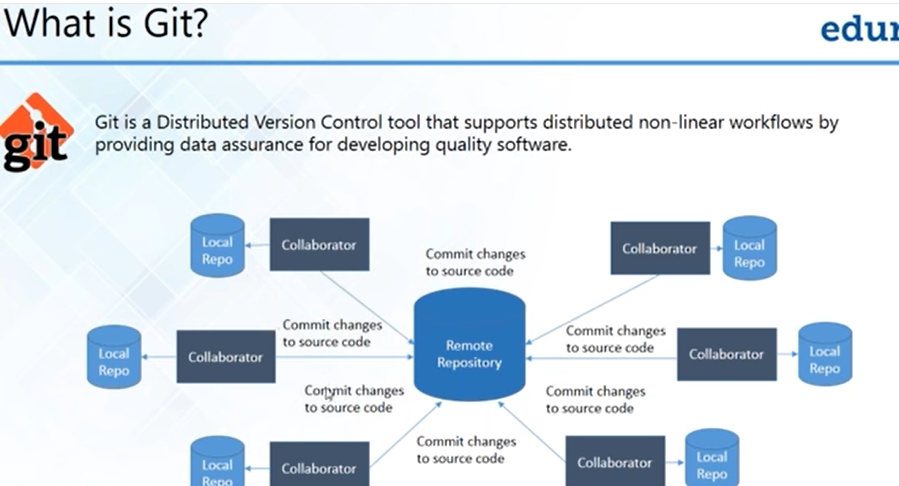 What is Git?
edur
git
Git is a Distributed Version Control tool that supports distributed non-linear workflows by
providing data assurance for developing quality software.
Local
Repo
Collaborator
Commit changes
to source code
Collaborator
Local
Repo
Local
Repo
Collaborator
Commit changes
to source code
Remote
Repository
Commit changes
to source code
Collaborator
Local
Repo
Commit changes
to source code
Commit changes
to source code
Local
Repo
Collaborator
Commit changes
to source code
Collaborator
Local
Repo